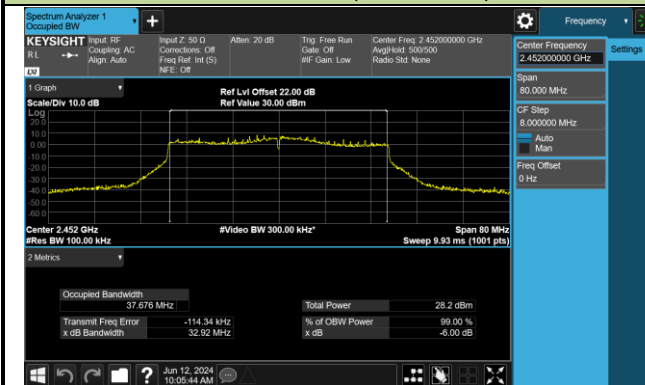 Spectrum Analyzer 1
Occupied BW
Frequency
KEYSIGHT
RL
LXI
Input: RF
Coupling: AC
Align: Auto
Input Z: 50 Ω
Corrections: Off
Freq Ref: Int (S)
NFE: Off
Atten: 20 dB
Trig: Free Run
Gate: Off
#IF Gain: Low
Center Freq: 2.452000000 GHz
Avg|Hold: 500/500
Radio Std: None
Center Frequency
2.452000000 GHz
Settings
Span
80.000 MHz
CF Step
8.000000 MHz
Auto
Man
Freq Offset
0 Hz
1 Graph
Scale/Div 10.0 dB
Ref Lvl Offset 22.00 dB
Ref Value 30.00 dBm
Log
20.0
10.0
0.00
-10.0
-20.0
-30.0
-40.0
-50.0
-60.0
Center 2.452 GHz
#Res BW 100.00 kHz
#Video BW 300.00 kHz*
Span 80 MHz
Sweep 9.93 ms (1001 pts)
2 Metrics
Occupied Bandwidth
37.676 MHz
Total Power 28.2 dBm
Transmit Freq Error -114.34 kHz
% of OBW Power 99.00 %
x dB Bandwidth 32.92 MHz
x dB -6.00 dB
Jun 12, 2024
10:05:44 AM